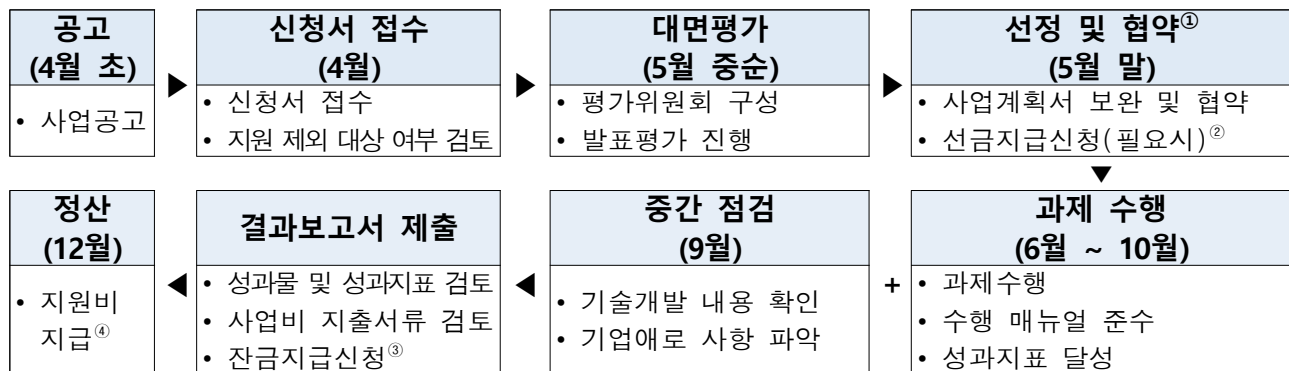 공고
(4월 초)
• 사업공고
▶
신청서 접수
(4월)
• 신청서 접수
• 지원 제외 대상 여부 검토
▶
대면평가
(5월 중순)
• 평가위원회 구성
• 발표평가 진행
▶
선정 및 협약①
(5월 말)
• 사업계획서 보완 및 협약
• 선금지급신청(필요시)②
▼
과제 수행
(6월 ~ 10월)
• 과제수행
• 수행 매뉴얼 준수
• 성과지표 달성
+
중간 점검
(9월)
• 기술개발 내용 확인
• 기업애로 사항 파악
◀
결과보고서 제출
• 성과물 및 성과지표 검토
• 사업비 지출서류 검토
• 잔금지급신청③
◀
정산
(12월)
• 지원비
지급④